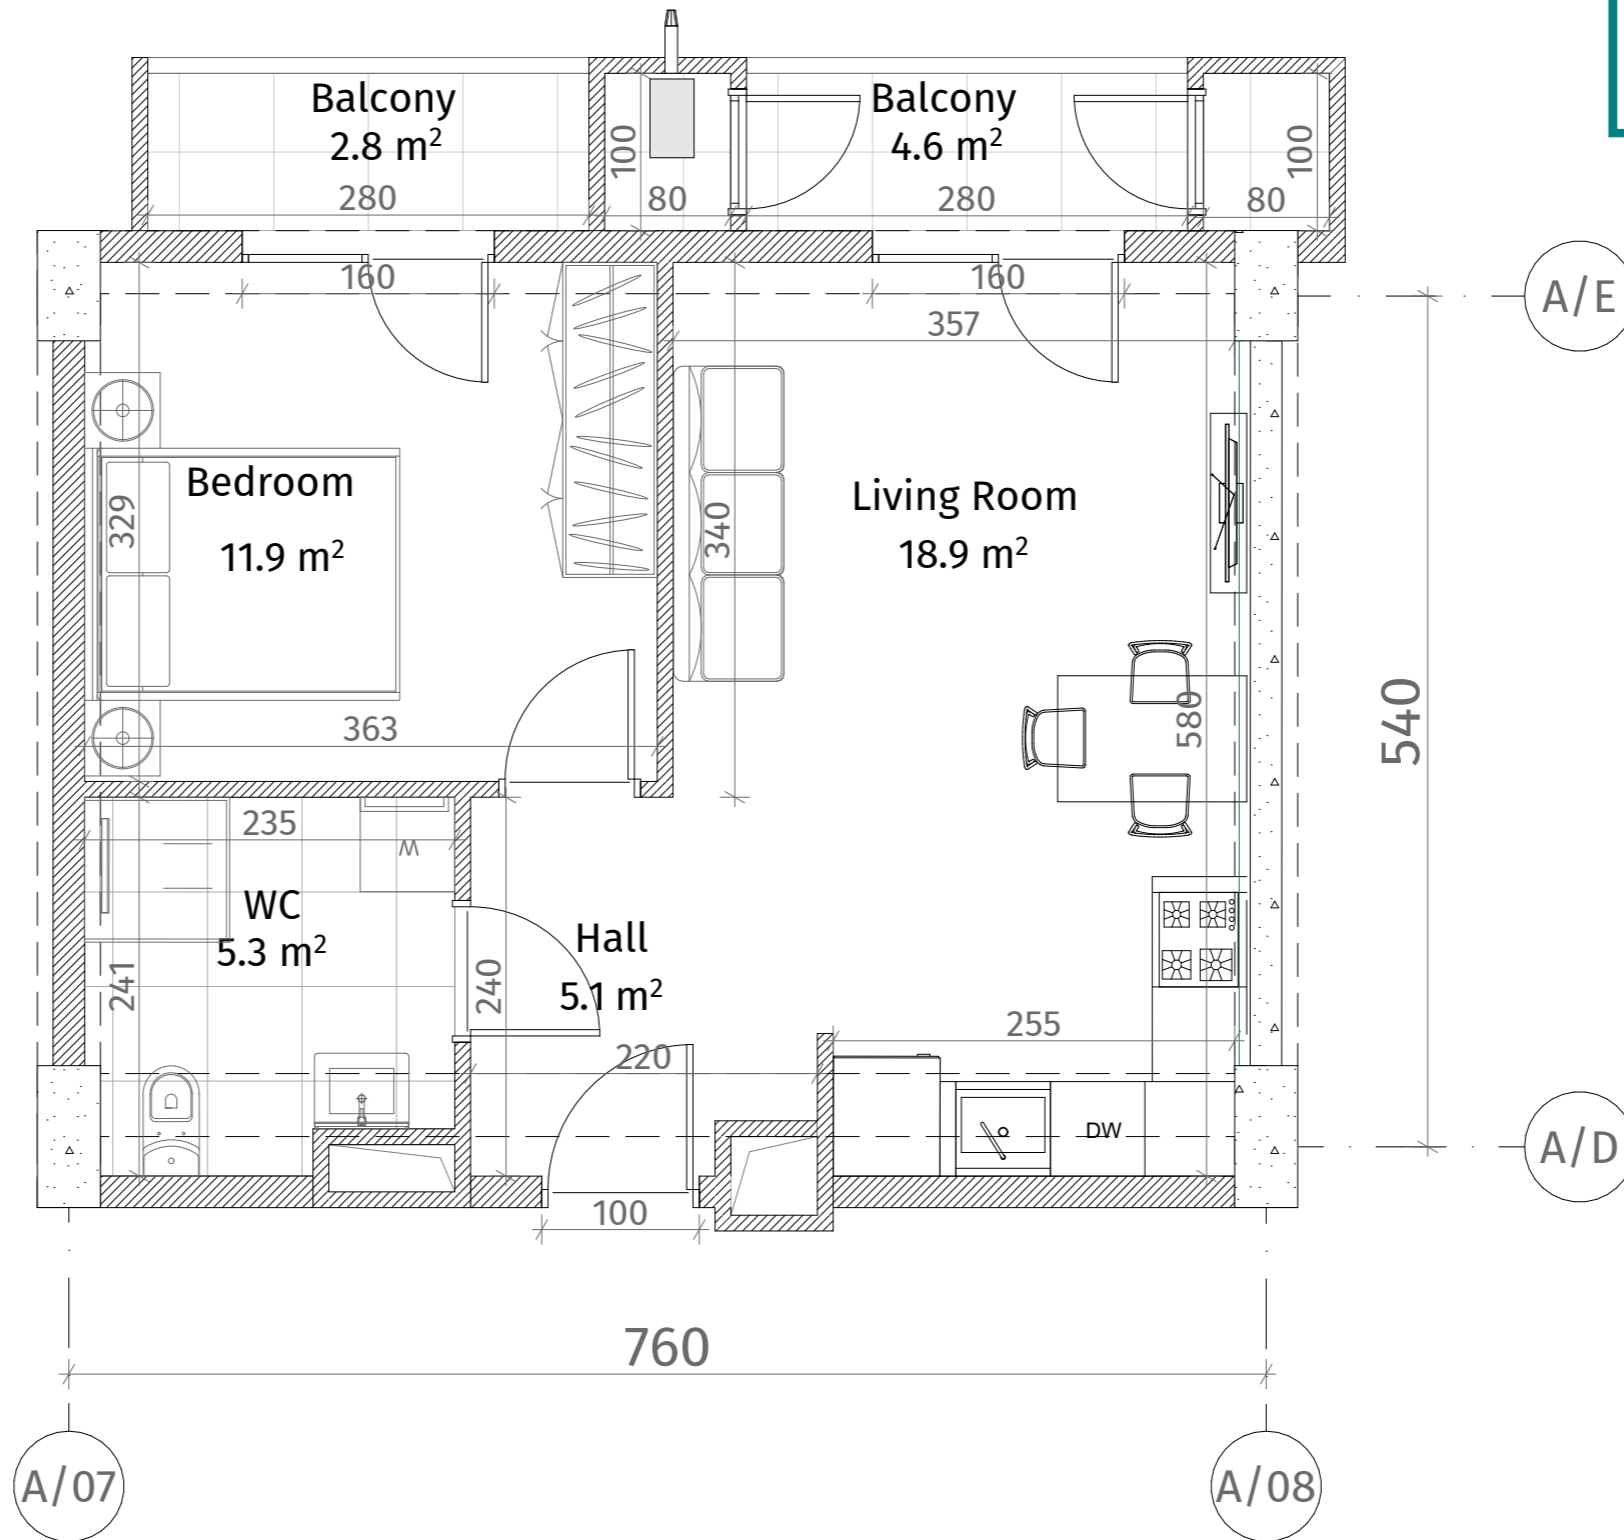 Balcony
2.8 m²
Balcony
4.6 m²
100
100
280
80
280
80
160
160
357
A/E
Bedroom
11.9 m²
329
340
Living Room
18.9 m²
363
580
540
235
W
WC
5.3 m²
241
240
Hall
5.1 m²
220
255
DW
A/D
100
760
A/07
A/08